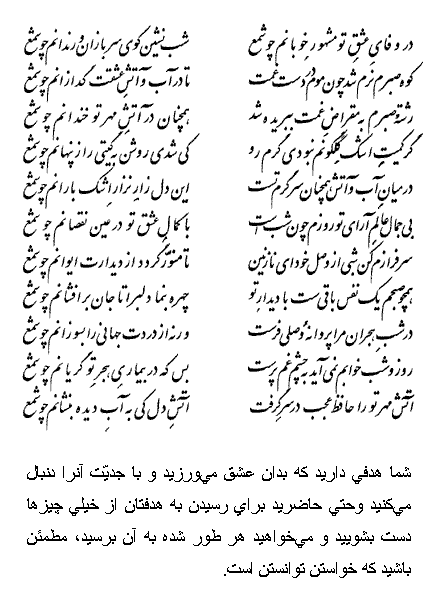 در وفای عشق تو مشهور خوبانم چو شمع شب نشین کوی سربازان و رندانم چو شمع
کوه صبرم نرم شد چون موم در دست غمت تا در آب و آتش عشقت گدازانم چو شمع
رشتهٔ صبرم به مقراض غمت ببریده شد همچنان در آتش مهر تو خندانم چو شمع
گر کمیت اشک گلگونم نبودی گرم رو کی شدی روشن به گیتی راز پنهانم چو شمع
در میان آب و آتش همچنان سرگرم تست این دل زار نزار اشک بارانم چو شمع
بی جمال عالم آرای تو روزم چون شب است با کمال عشق تو در عین نقصانم چو شمع
سرفرازم کن شبی از وصل خود ای نازنین تا منور گردد از دیدارت ایوانم چو شمع
همچو صبحم یک نفس باقی ست با دیدار تو چهره بنما دلبرا تا جان برافشانم چو شمع
در شب هجران مرا پروانهٔ وصلی فرست ورنه از دردت جهانی را بسوزانم چو شمع
روز و شب خوابم نمی آید به چشم غم پرست بس که در بیماری هجر تو گریانم چو شمع
آتش مهر تو را حافظ عجب در سر گرفت آتش دل کی به آب دیده بنشانم چو شمع
شما هدفي داريد که بدان عشق مي‌ورزيد و با جديّت آنرا دنبال
مي‌کنيد وحتي حاضريد براي رسيدن به هدفتان از خيلي چيزها
دست بشوييد و مي‌خواهيد هر طور شده به آن برسيد، مطمئن
باشيد که خواستن توانستن است.